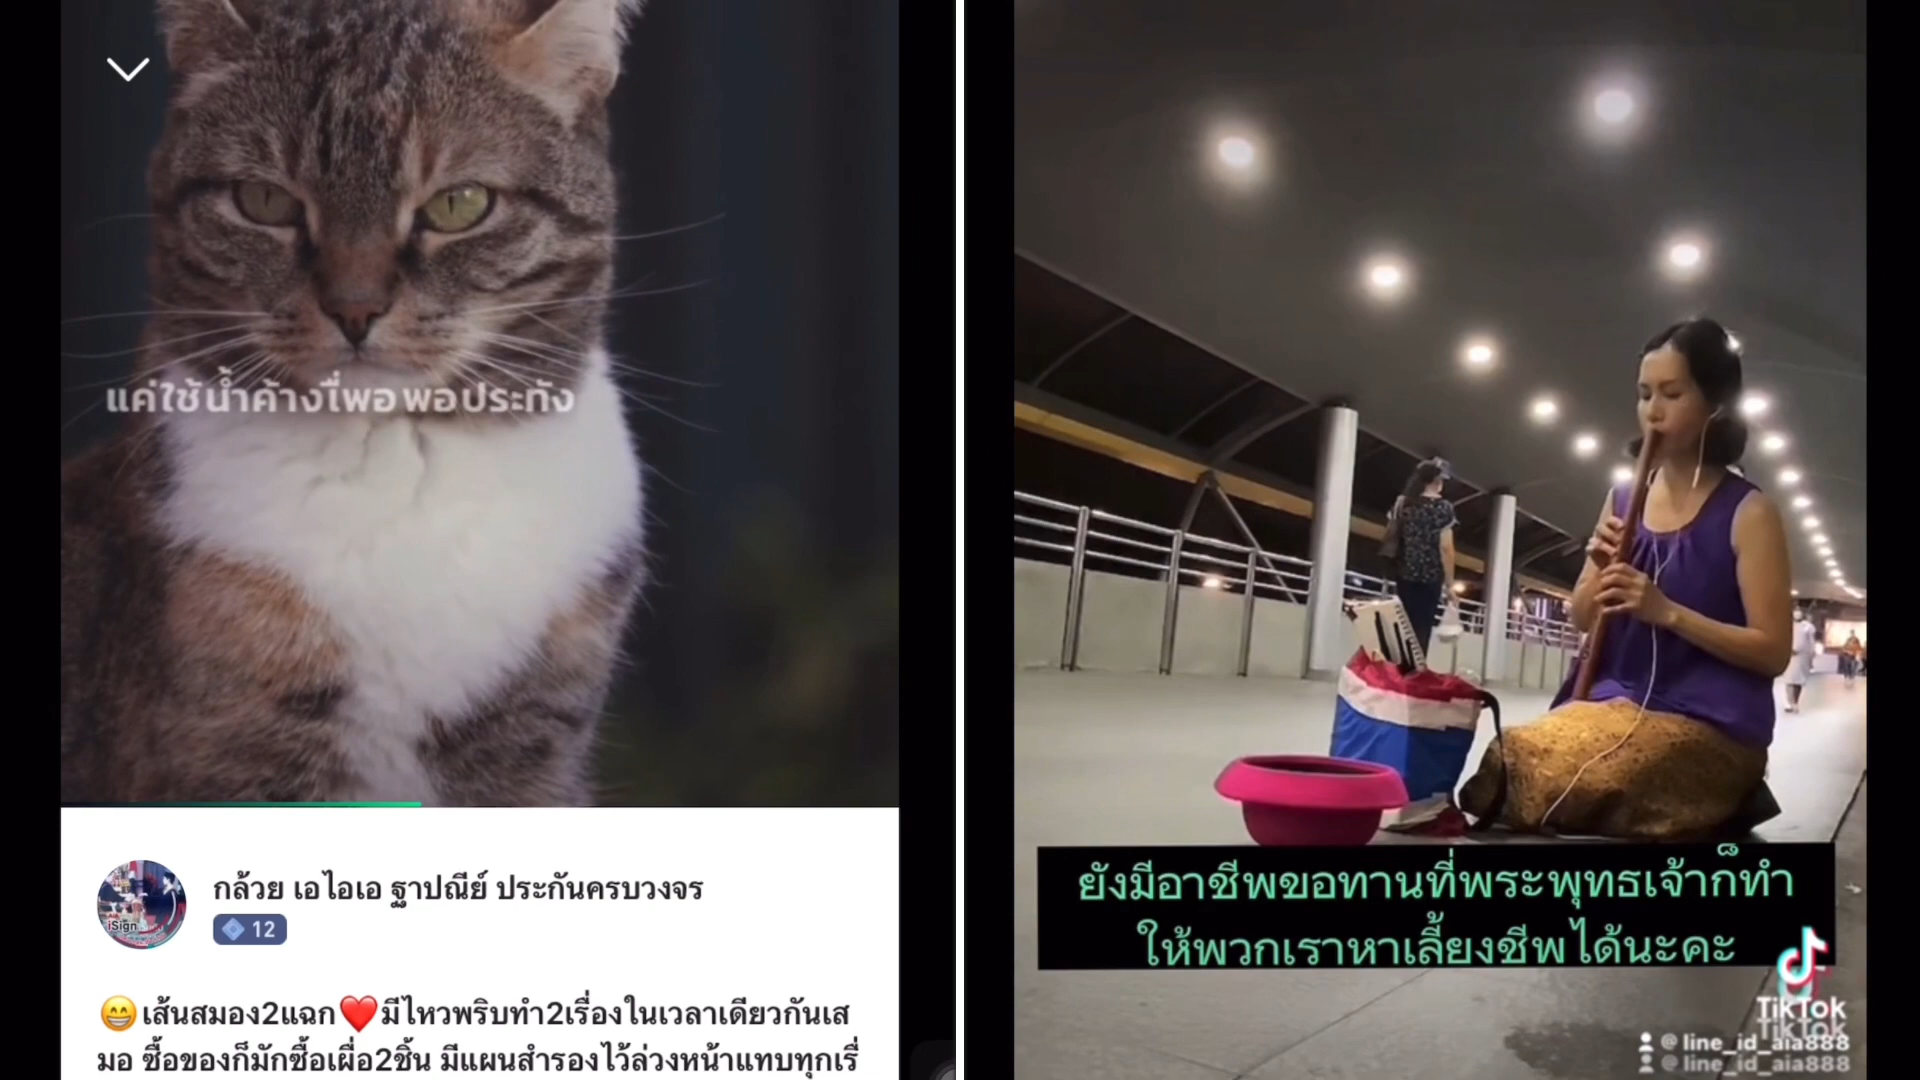 แค่ใช้น้ำค้างเพื่อพอประทัง
กล้วย เอไอเอ ฐาปณีย์ ประกันครบวงจร
12
iSign
😁เส้นสมอง2แฉก❤️มีไหวพริบทำ2เรื่องในเวลาเดียวกันเส
มอ ซื้อของก็มักซื้อเผื่อ2ชิ้น มีแผนสำรองไว้ล่วงหน้าแทบทุกเรื่
ยังมีอาชีพขอทานที่พระพุทธเจ้าก็ทำ
ให้พวกเราหาเลี้ยงชีพได้นะคะ
TikTok
TikTok
@line_id_aia888
@line_id_aia888